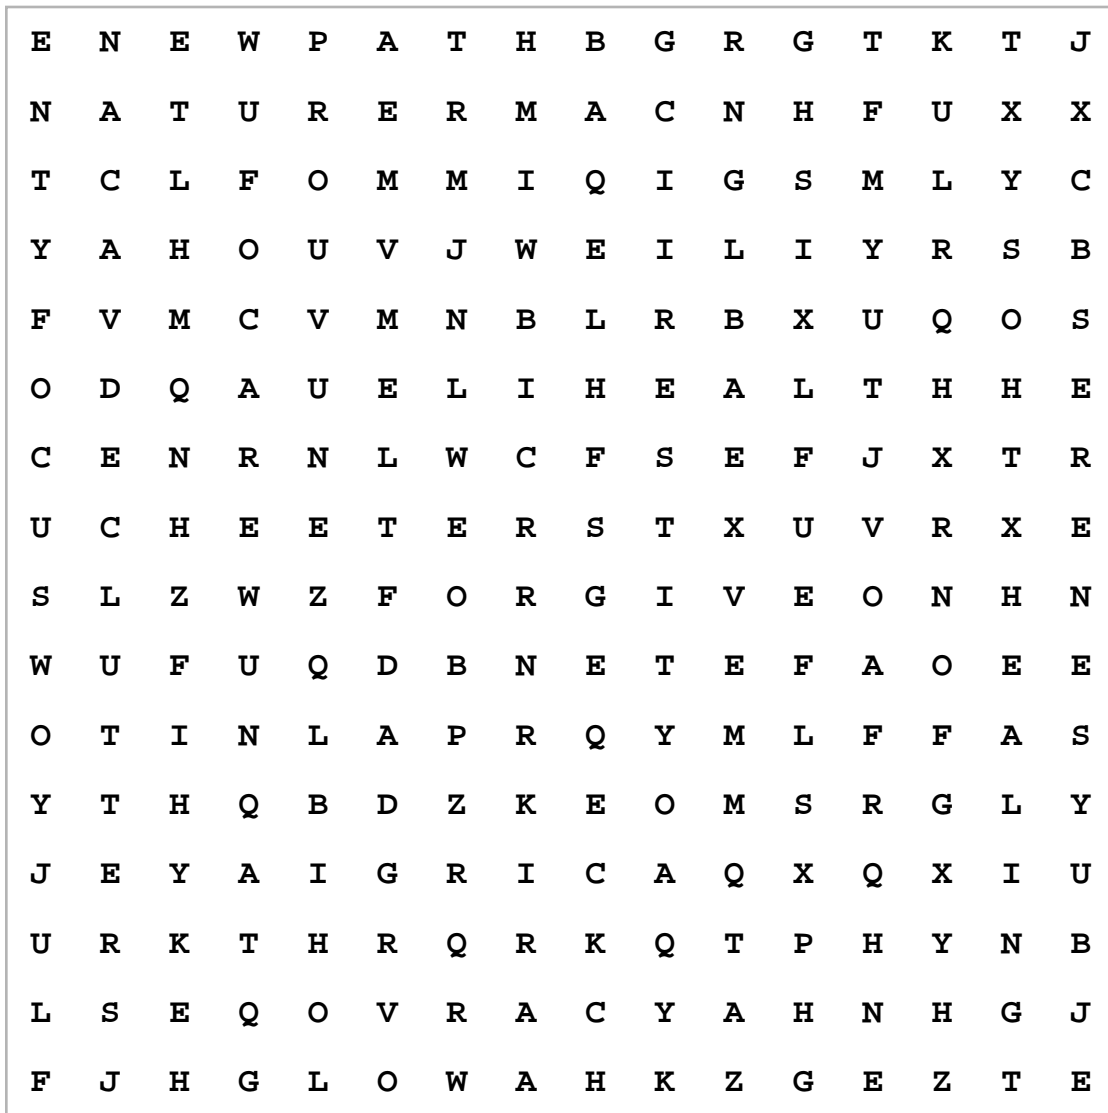 E N E W P A T H B G R G T K T J
N A T U R E R M A C N H F U X X
T C L F O M M I Q I G S M L Y C
Y A H O U V J W E I L I Y R S B
F V M C V M N B L R B X U Q O S
O D Q A U E L I H E A L T H H E
C E N R N L W C F S E F J X T R
U C H E E T E R S T X U V R X E
S L Z W Z F O R G I V E O N H N
W U F U Q D B N E T E F A O E E
O T I N L A P R Q Y M L F F A S
Y T H Q B D Z K E O M S R G L Y
J E Y A I G R I C A Q X Q X I U
U R K T H R Q R K Q T P H Y N B
L S E Q O V R A C Y A H N H G J
F J H G L O W A H K Z G E Z T E